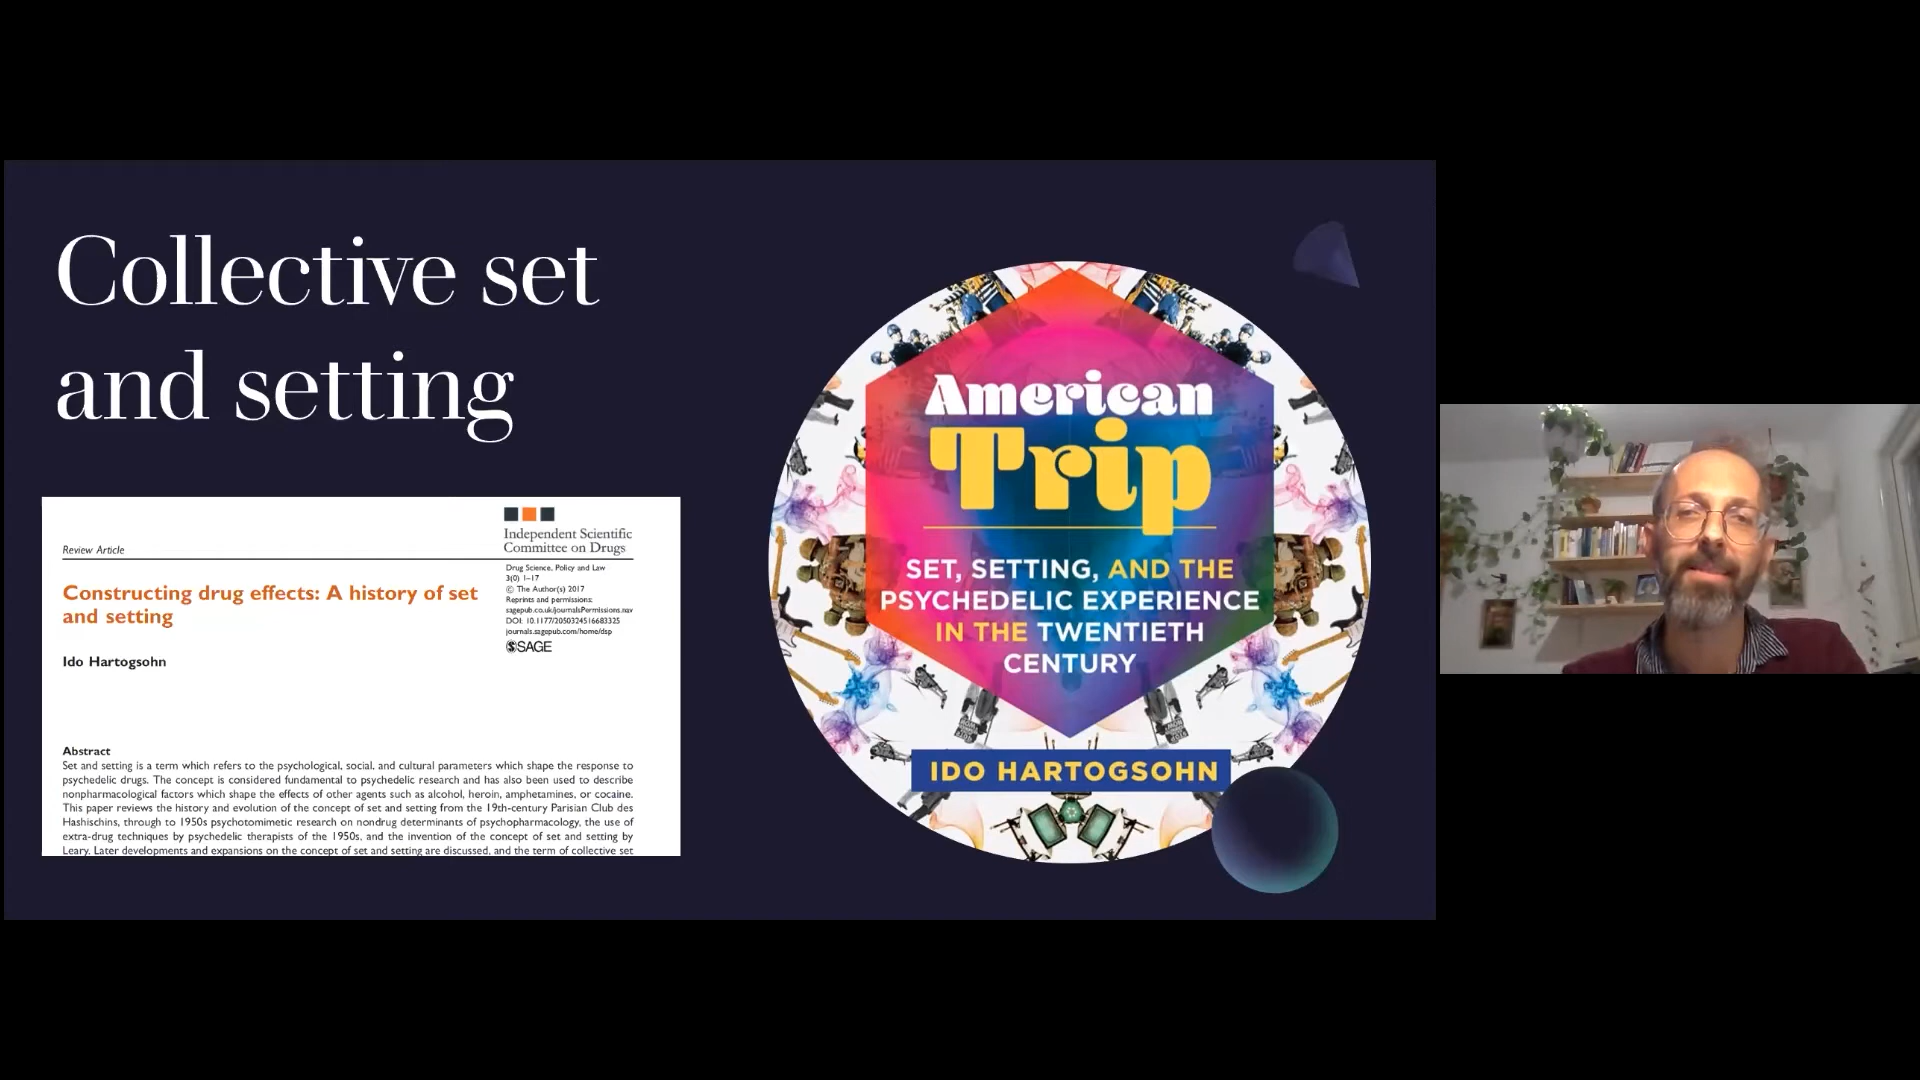 Collective set
and setting
Independent Scientific
Committee on Drugs
Review Article
Drug Science, Policy and Law
3(0) 1–17
© The Author(s) 2017
Reprints and permissions:
sagepub.co.uk/journalsPermissions.nav
DOI: 10.1177/2050324516683325
journals.sagepub.com/home/dsp
SAGE
Constructing drug effects: A history of set
and setting
Ido Hartogsohn
Abstract
Set and setting is a term which refers to the psychological, social, and cultural parameters which shape the response to
psychedelic drugs. The concept is considered fundamental to psychedelic research and has also been used to describe
nonpharmacological factors which shape the effects of other agents such as alcohol, heroin, amphetamines, or cocaine.
This paper reviews the history and evolution of the concept of set and setting from the 19th-century Parisian Club des
Hashischins, through to 1950s psychotomimetic research on nondrug determinants of psychopharmacology, the use of
extra-drug techniques by psychedelic therapists of the 1950s, and the invention of the concept of set and setting by
Leary. Later developments and expansions on the concept of set and setting are discussed, and the term of collective set
American
Trip
SET, SETTING, AND THE
PSYCHEDELIC EXPERIENCE
IN THE TWENTIETH
CENTURY
IDO HARTOGSOHN